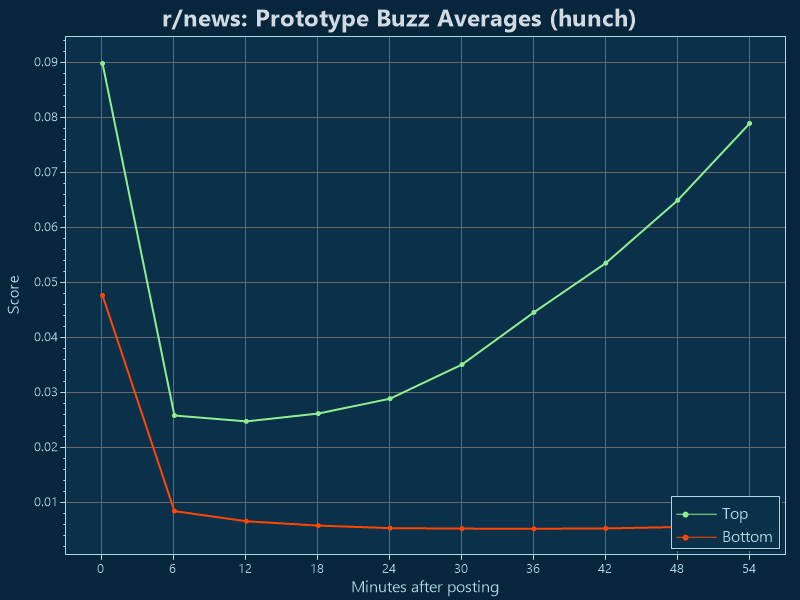 r/news: Prototype Buzz Averages (hunch)
0.09
0.08
0.07
0.06
0.05
0.04
0.03
0.02
0.01
Score
0 6 12 18 24 30 36 42 48 54
Minutes after posting
Top
Bottom